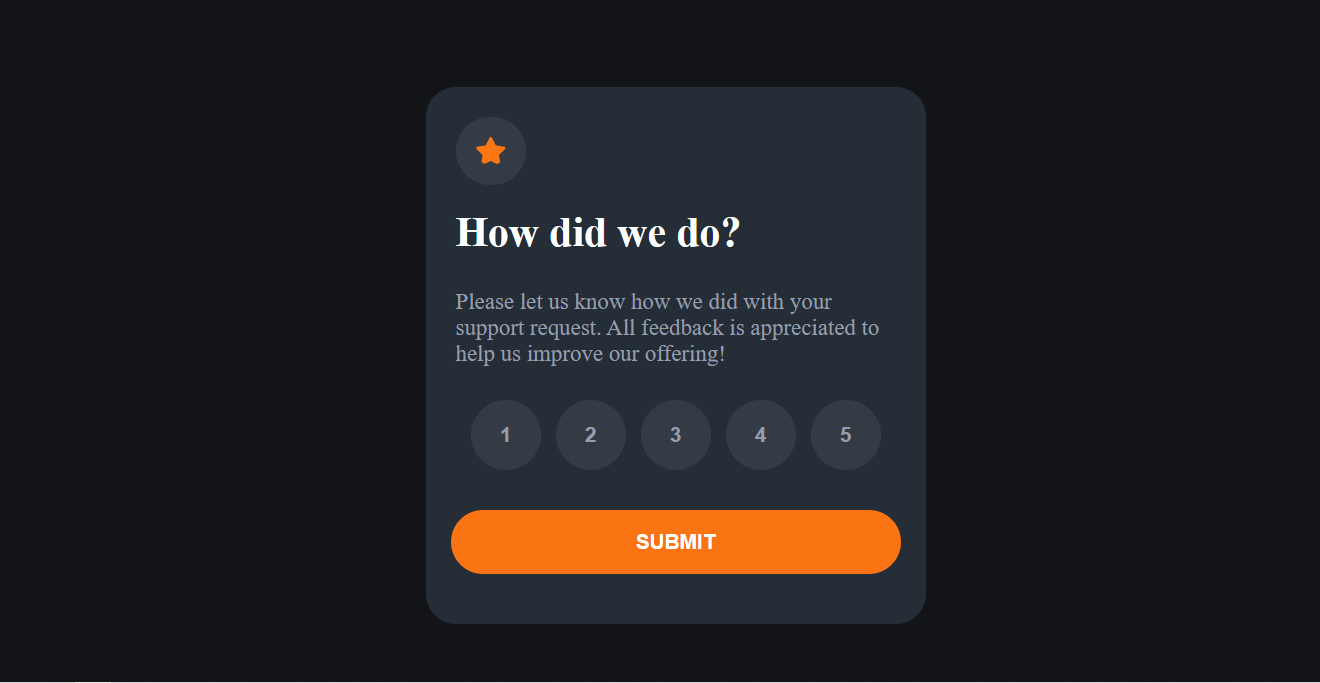 How did we do?
Please let us know how we did with your
support request. All feedback is appreciated to
help us improve our offering!
1 2 3 4 5
SUBMIT